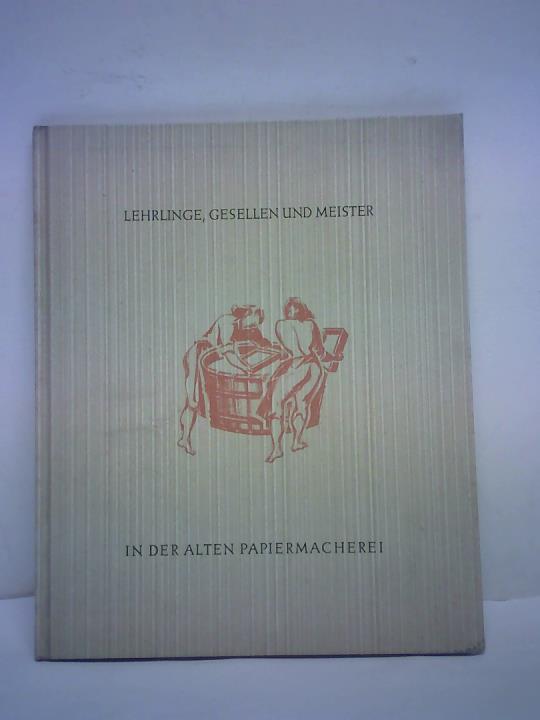 LEHRLINGE, GESELLEN UND MEISTER
IN DER ALTEN PAPIERMACHEREI